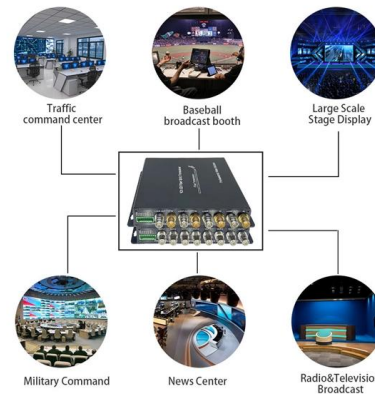 Traffic
command center
Baseball
broadcast booth
Large Scale
Stage Display
Military Command
News Center
Radio&Televisio
Broadcast